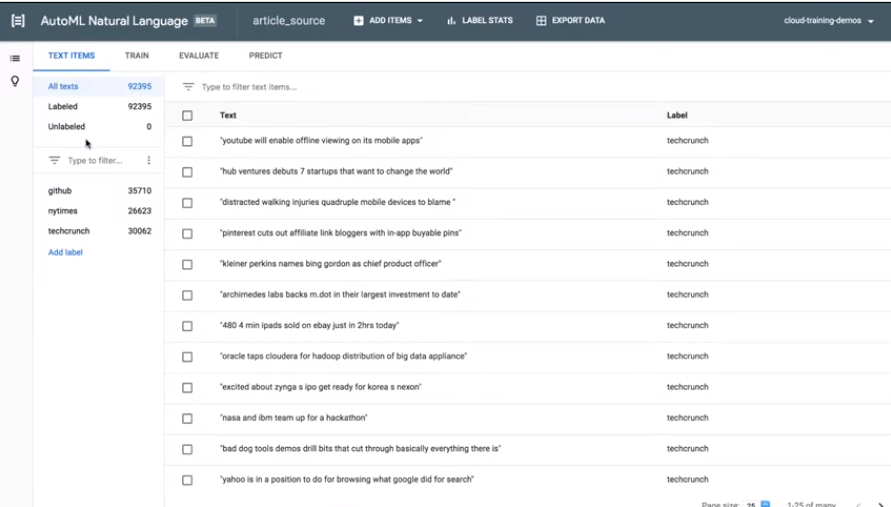 AutoML Natural Language BETA article_source ADD ITEMS LABEL STATS EXPORT DATA cloud-training-demos
TEXT ITEMS TRAIN EVALUATE PREDICT
All texts 92395
Labeled 92395
Unlabeled 0
Type to filter...
github 35710
nytimes 26623
techcrunch 30062
Add label
Type to filter text items...
Text Label
"youtube will enable offline viewing on its mobile apps" techcrunch
"hub ventures debuts 7 startups that want to change the world" techcrunch
"distracted walking injuries quadruple mobile devices to blame " techcrunch
"pinterest cuts out affiliate link bloggers with in-app buyable pins" techcrunch
"kleiner perkins names bing gordon as chief product officer" techcrunch
"archimedes labs backs m.dot in their largest investment to date" techcrunch
"480 4 min ipads sold on ebay just in 2hrs today" techcrunch
"oracle taps cloudera for hadoop distribution of big data appliance" techcrunch
"excited about zynga s ipo get ready for korea s nexon" techcrunch
"nasa and ibm team up for a hackathon" techcrunch
"bad dog tools demos drill bits that cut through basically everything there is" techcrunch
"yahoo is in a position to do for browsing what google did for search" techcrunch
Page size: 25 1-25 of many